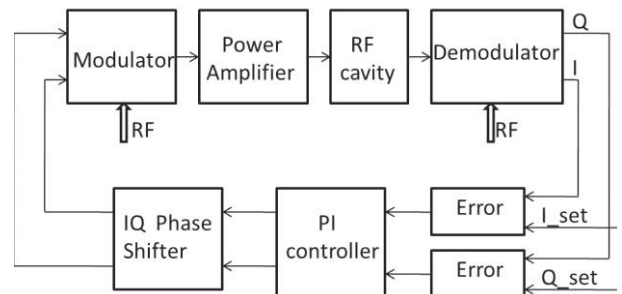 Q
Modulator
Power
Amplifier
RF
cavity
Demodulator
I
RF
RF
IQ Phase
Shifter
PI
controller
Error
I_set
Error
Q_set